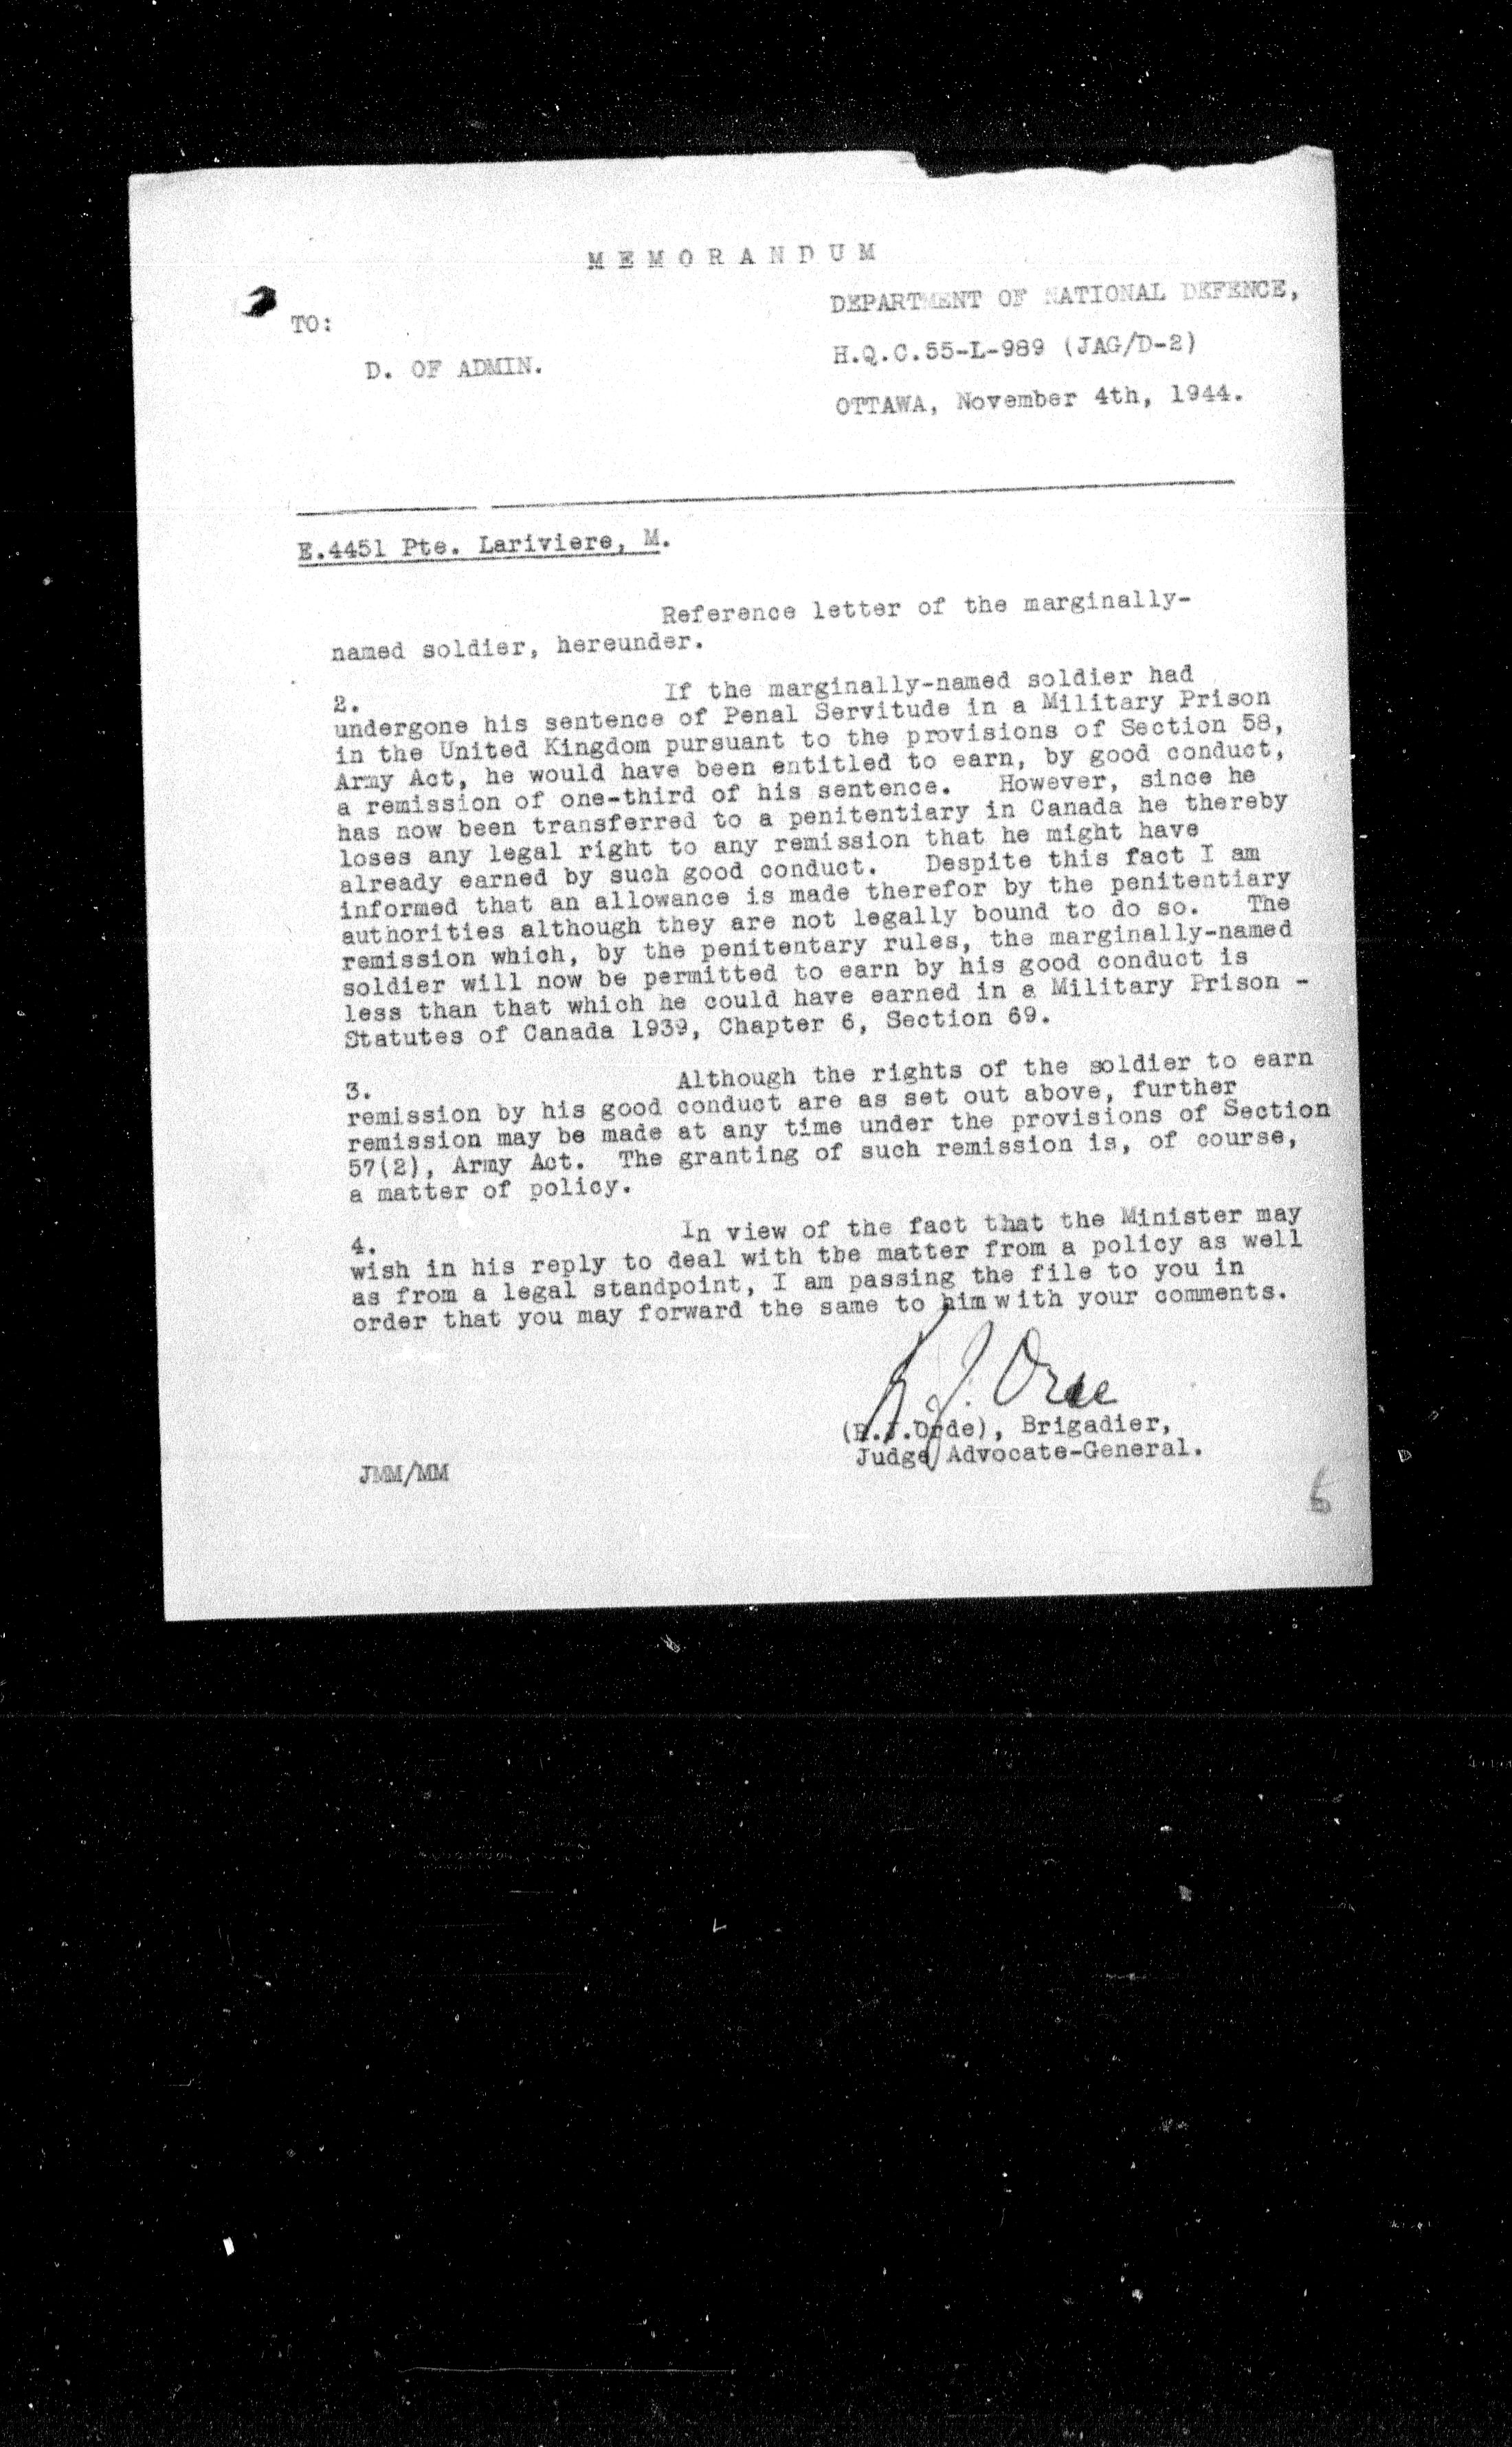 MEMORANDUM
DEPARTMENT OF NATIONAL DEFENCE,
TO:
H.Q.C.55-L-989 (JAG/D-2)
D. OF ADMIN.
OTTAWA, November 4th, 1944.
E.4451 Pte. Lariviere, M.
Reference letter of the marginally-
named soldier, hereunder.
2. If the marginally-named soldier had
undergone his sentence of Penal Servitude in a Military Prison
in the United Kingdom pursuant to the provisions of Section 58,
Army Act, he would have been entitled to earn, by good conduct,
a remission of one-third of his sentence. However, since he
has now been transferred to a penitentiary in Canada he thereby
loses any legal right to any remission that he might have
already earned by such good conduct. Despite this fact I am
informed that an allowance is made therefor by the penitentiary
authorities although they are not legally bound to do so. The
remission which, by the penitentary rules, the marginally-named
soldier will now be permitted to earn by his good conduct is
less than that which he could have earned in a Military Prison -
Statutes of Canada 1939, Chapter 6, Section 69.
3. Although the rights of the soldier to earn
remission by his good conduct are as set out above, further
remission may be made at any time under the provisions of Section
57(2), Army Act. The granting of such remission is, of course,
a matter of policy.
4. In view of the fact that the Minister may
wish in his reply to deal with the matter from a policy as well
as from a legal standpoint, I am passing the file to you in
order that you may forward the same to him with your comments.
R.J. Orde
(R.J.Orde), Brigadier,
Judge Advocate-General.
JMM/MM
6